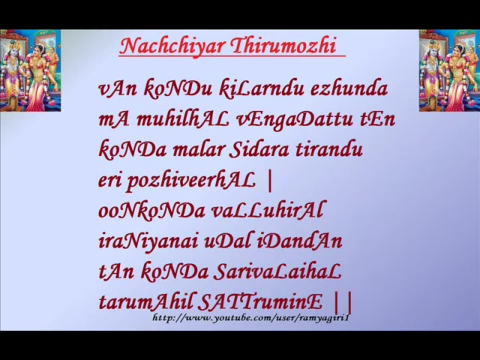 Nachchiyar Thirumozhi
vAn koNDu kiLarndu ezhunda
mA muhilhAL vEngaDattu tEn
koNDa malar Sidara tirandu
eri pozhiveerhAL |
ooNkoNDa vaLLuhirAl
iraNiyanai uDal iDandAn
tAn koNDa SarivaLaihaL
tarumAhil SATTruminE ||
http://www.youtube.com/user/ramyagiri1